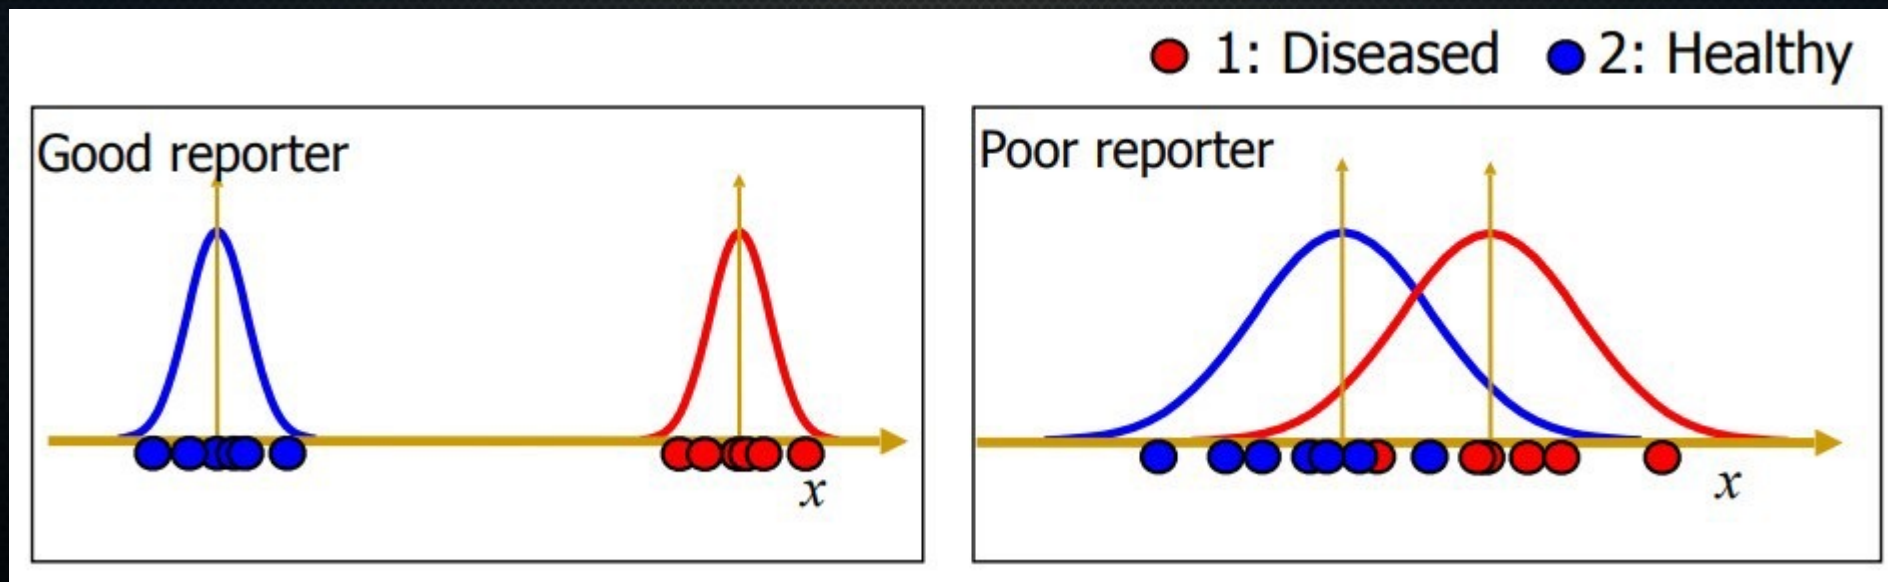 1: Diseased 2: Healthy
Good reporter
x
Poor reporter
x